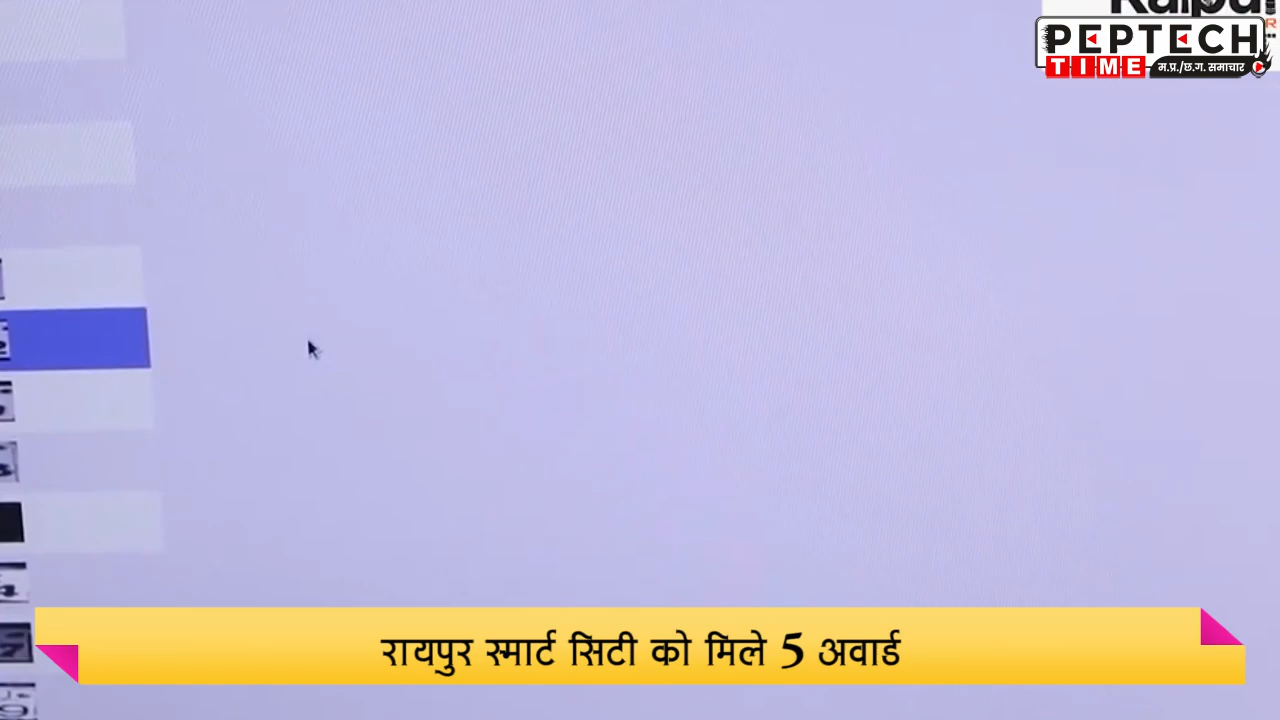 PEPTECH
TIME म.प्र./छ.ग. समाचार
रायपुर स्मार्ट सिटी को मिले 5 अवार्ड